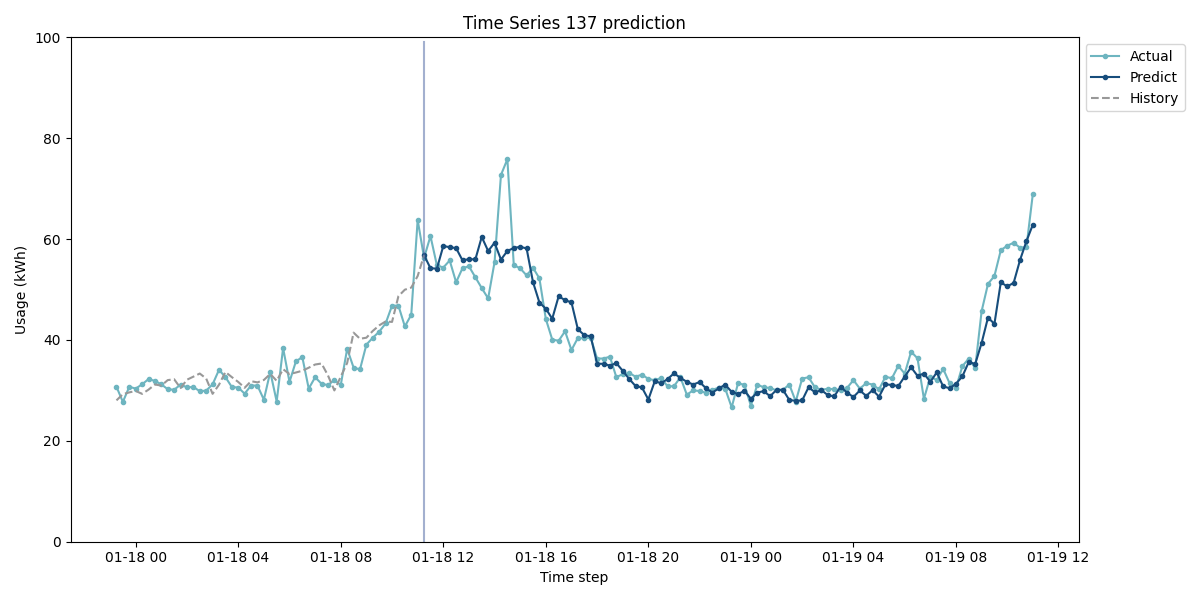 Time Series 137 prediction
100
80
60
40
20
0
Usage (kWh)
01-18 00
01-18 04
01-18 08
01-18 12
01-18 16
01-18 20
01-19 00
01-19 04
01-19 08
01-19 12
Time step
Actual
Predict
History